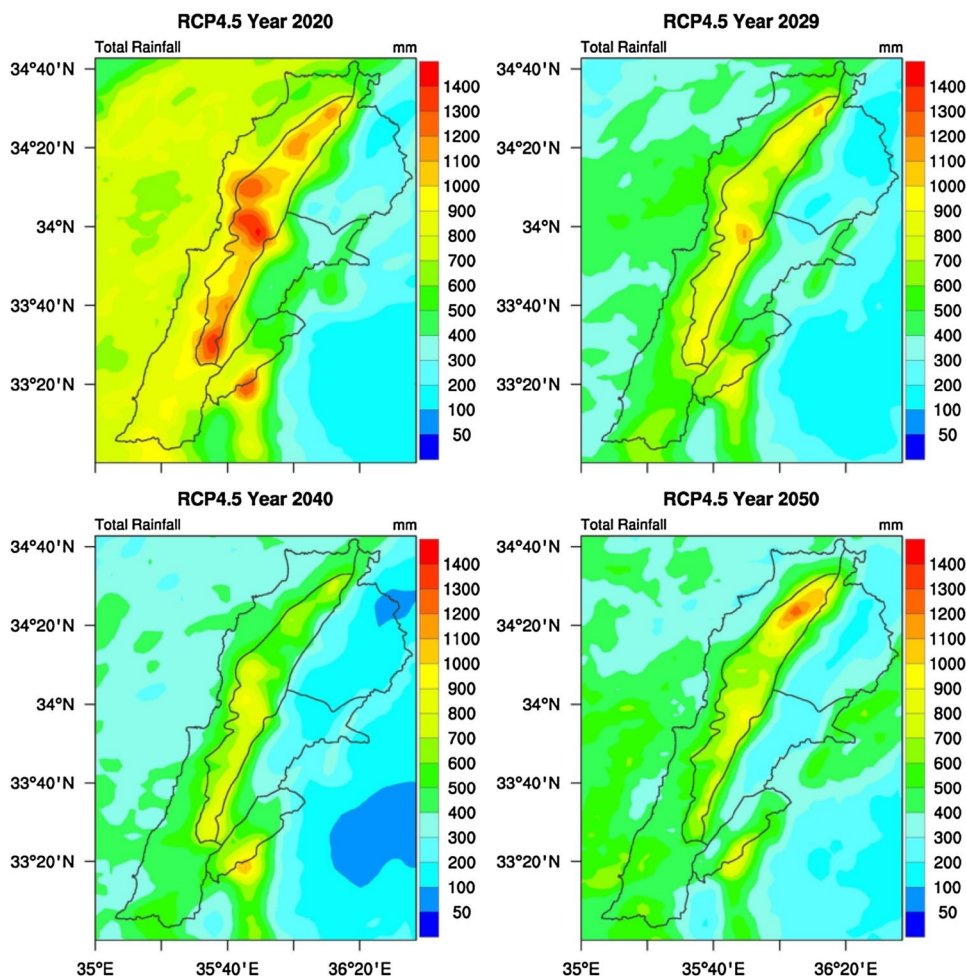 RCP4.5 Year 2020
Total Rainfall mm
34°40'N
34°20'N
34°N
33°40'N
33°20'N
1400
1300
1200
1100
1000
900
800
700
600
500
400
300
200
100
50
RCP4.5 Year 2029
Total Rainfall mm
34°40'N
34°20'N
34°N
33°40'N
33°20'N
1400
1300
1200
1100
1000
900
800
700
600
500
400
300
200
100
50
RCP4.5 Year 2040
Total Rainfall mm
34°40'N
34°20'N
34°N
33°40'N
33°20'N
35°E 35°40'E 36°20'E
1400
1300
1200
1100
1000
900
800
700
600
500
400
300
200
100
50
RCP4.5 Year 2050
Total Rainfall mm
34°40'N
34°20'N
34°N
33°40'N
33°20'N
35°E 35°40'E 36°20'E
1400
1300
1200
1100
1000
900
800
700
600
500
400
300
200
100
50